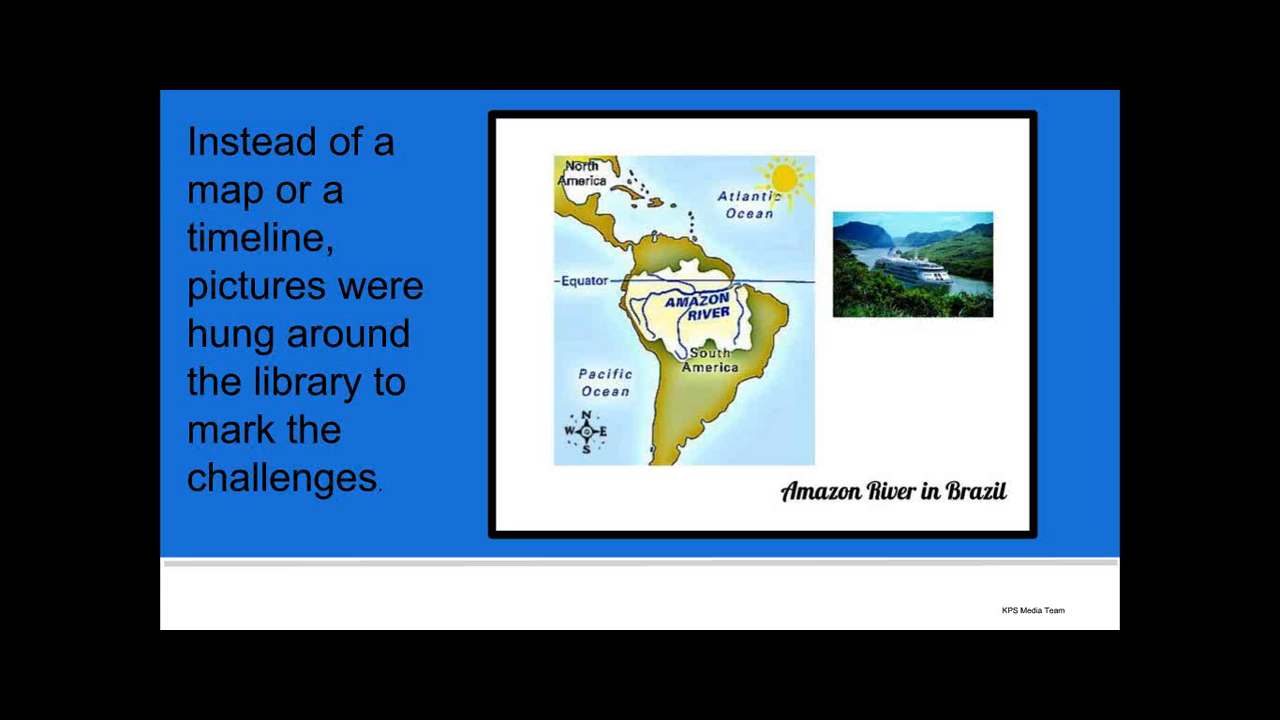 Instead of a
map or a
timeline,
pictures were
hung around
the library to
mark the
challenges.
North
America
Atlantic
Ocean
Equator
AMAZON
RIVER
South
America
Pacific
Ocean
N
W E
S
Amazon River in Brazil
KPS Media Team